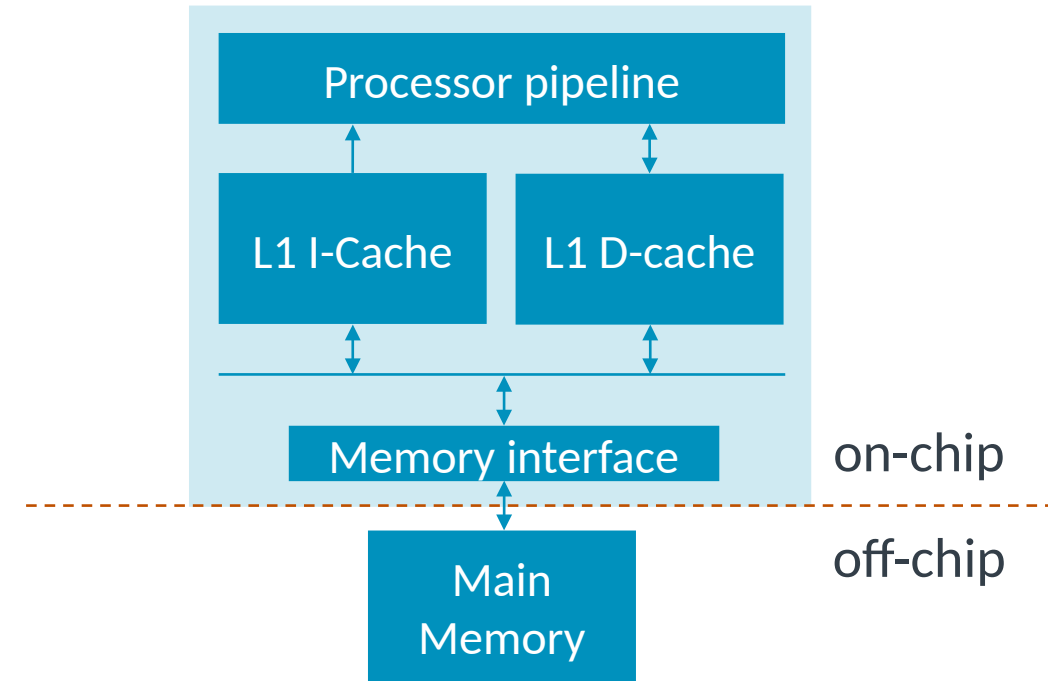 Processor pipeline
L1 I-Cache
L1 D-cache
Memory interface
on-chip
off-chip
Main
Memory